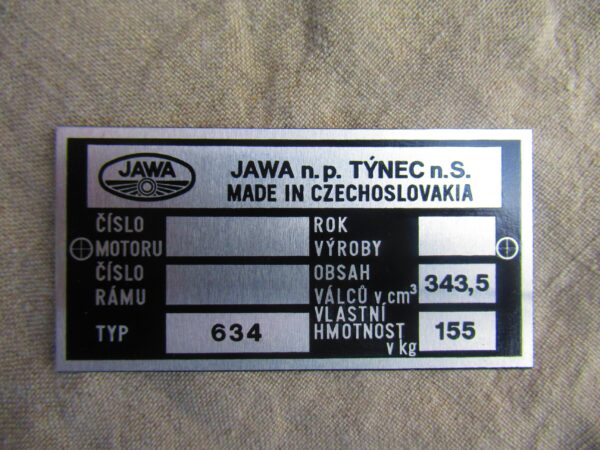 JAWA
JAWA n.p. TÝNEC n.S.
MADE IN CZECHOSLOVAKIA
ČÍSLO
MOTORU
ROK
VÝROBY
ČÍSLO
RÁMU
OBSAH
VÁLCŮ v.cm³ 343,5
TYP 634
VLASTNÍ
HMOTNOST 155
v kg